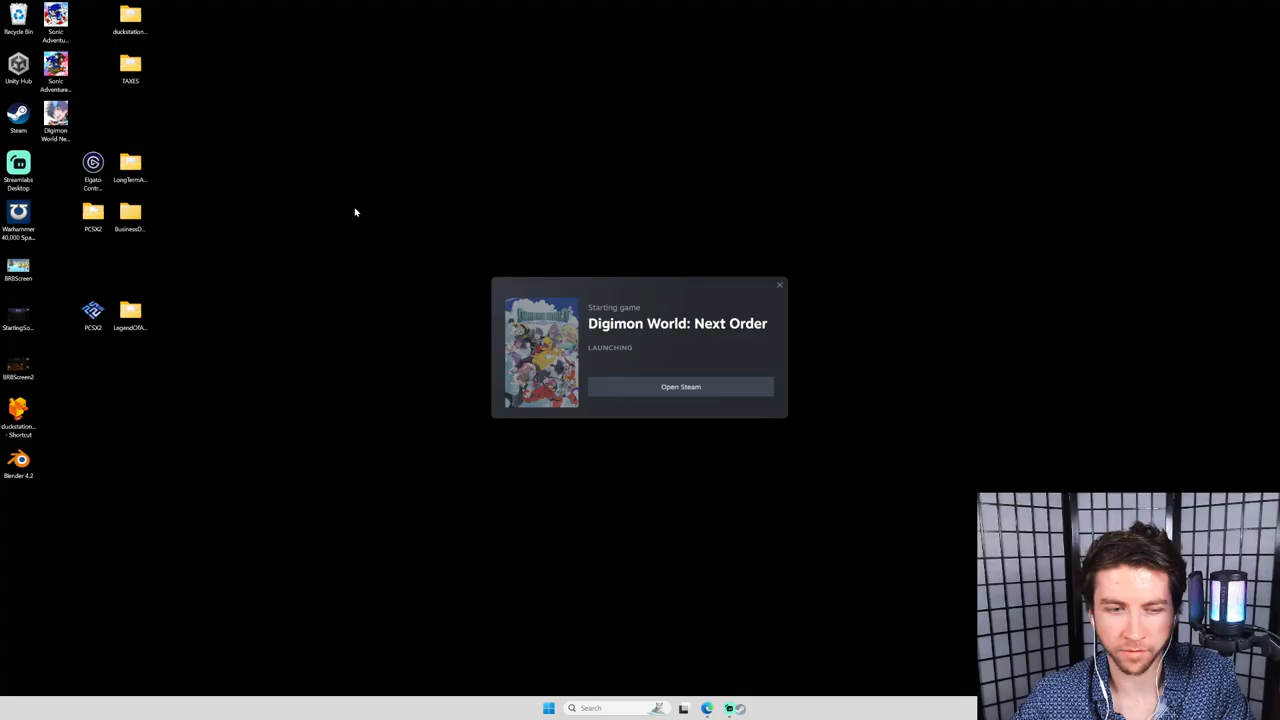 Recycle Bin
Sonic
Adventu...
duckstation...
Unity Hub
Sonic
Adventure...
TAXES
Steam
Digimon
World Ne...
Streamlabs
Desktop
Elgato
Contr...
LongTermA...
Warhammer
40,000 Spa...
PCSX2
BusinessD...
BRBScreen
StartingSo...
PCSX2
LegendOfA...
BRBScreen2
duckstation...
- Shortcut
Blender 4.2
Starting game
Digimon World: Next Order
LAUNCHING
Open Steam
Search